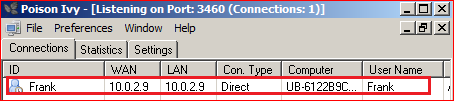 Poison Ivy - [Listening on Port: 3460 (Connections: 1)]
File Preferences Window Help
Connections Statistics Settings
ID WAN LAN Con. Type Computer User Name
Frank 10.0.2.9 10.0.2.9 Direct UB-6122B9C... Frank